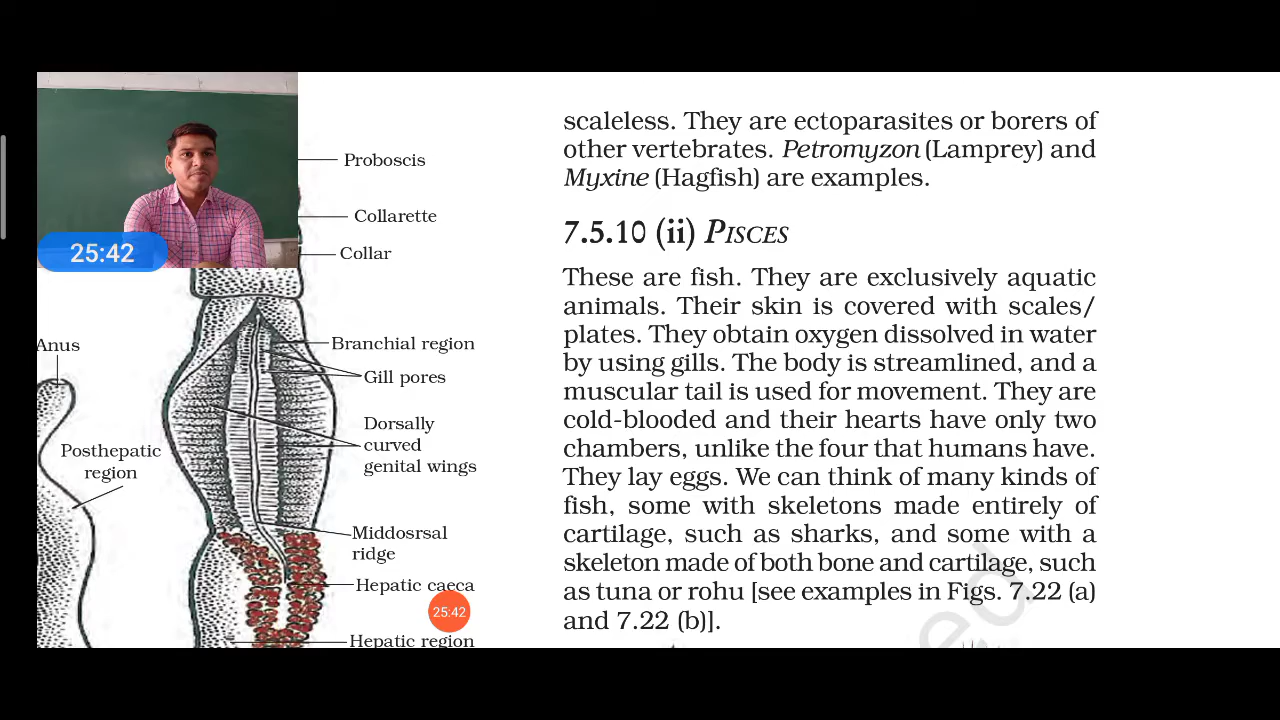 Proboscis
Collarette
Collar
25:42
Anus
Branchial region
Gill pores
Dorsally
curved
genital wings
Posthepatic
region
Middosrsal
ridge
Hepatic caeca
25:42
Hepatic region
scaleless. They are ectoparasites or borers of
other vertebrates. Petromyzon (Lamprey) and
Myxine (Hagfish) are examples.
7.5.10 (ii) PISCES
These are fish. They are exclusively aquatic
animals. Their skin is covered with scales/
plates. They obtain oxygen dissolved in water
by using gills. The body is streamlined, and a
muscular tail is used for movement. They are
cold-blooded and their hearts have only two
chambers, unlike the four that humans have.
They lay eggs. We can think of many kinds of
fish, some with skeletons made entirely of
cartilage, such as sharks, and some with a
skeleton made of both bone and cartilage, such
as tuna or rohu [see examples in Figs. 7.22 (a)
and 7.22 (b)].